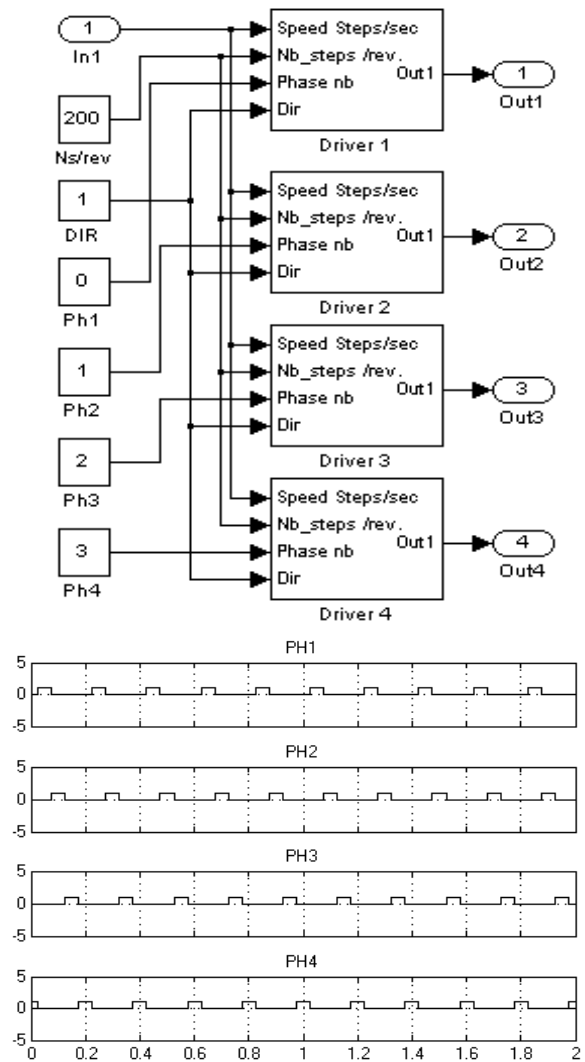 1
In1
200
Ns/rev
1
DIR
0
Ph1
1
Ph2
2
Ph3
3
Ph4
Speed Steps/sec
Nb_steps /rev.
Phase nb
Dir
Out1
Driver 1
1
Out1
Speed Steps/sec
Nb_steps /rev.
Phase nb
Dir
Out1
Driver 2
2
Out2
Speed Steps/sec
Nb_steps /rev.
Phase nb
Dir
Out1
Driver 3
3
Out3
Speed Steps/sec
Nb_steps /rev.
Phase nb
Dir
Out1
Driver 4
4
Out4
PH1
5
0
-5
PH2
5
0
-5
PH3
5
0
-5
PH4
5
0
-5
0 0.2 0.4 0.6 0.8 1 1.2 1.4 1.6 1.8 2